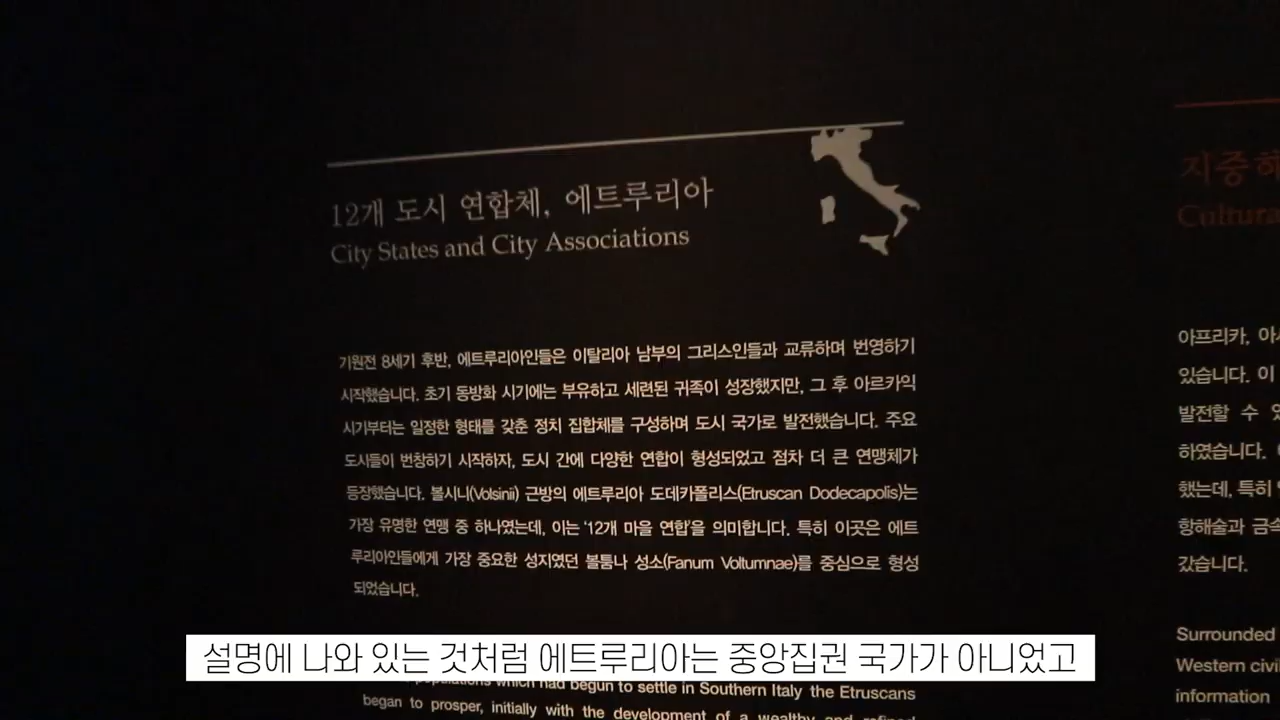 12개 도시 연합체, 에트루리아
City States and City Associations
기원전 8세기 후반, 에트루리아인들은 이탈리아 남부의 그리스인들과 교류하며 번영하기
시작했습니다. 초기 동방화 시기에는 부유하고 세련된 귀족이 성장했지만, 그 후 아르카익
시기부터는 일정한 형태를 갖춘 정치 집합체를 구성하며 도시 국가로 발전했습니다. 주요
도시들이 번창하기 시작하자, 도시 간에 다양한 연합이 형성되었고 점차 더 큰 연맹체가
등장했습니다. 볼시니(Volsinii) 근방의 에트루리아 도데카폴리스(Etruscan Dodecapolis)는
가장 유명한 연맹 중 하나였는데, 이는 '12개 마을 연합'을 의미합니다. 특히 이곳은 에트
루리아인들에게 가장 중요한 성지였던 볼툼나 성소(Fanum Voltumnae)를 중심으로 형성
되었습니다.
populations which had begun to settle in Southern Italy the Etruscans
began to prosper, initially with the development of a wealthy and refined
지중해
Cultura
아프리카, 아
있습니다. 이
발전할 수 있
하였습니다.
했는데, 특히
항해술과 금속
갔습니다.
Surrounded
Western civi
information
설명에 나와 있는 것처럼 에트루리아는 중앙집권 국가가 아니었고